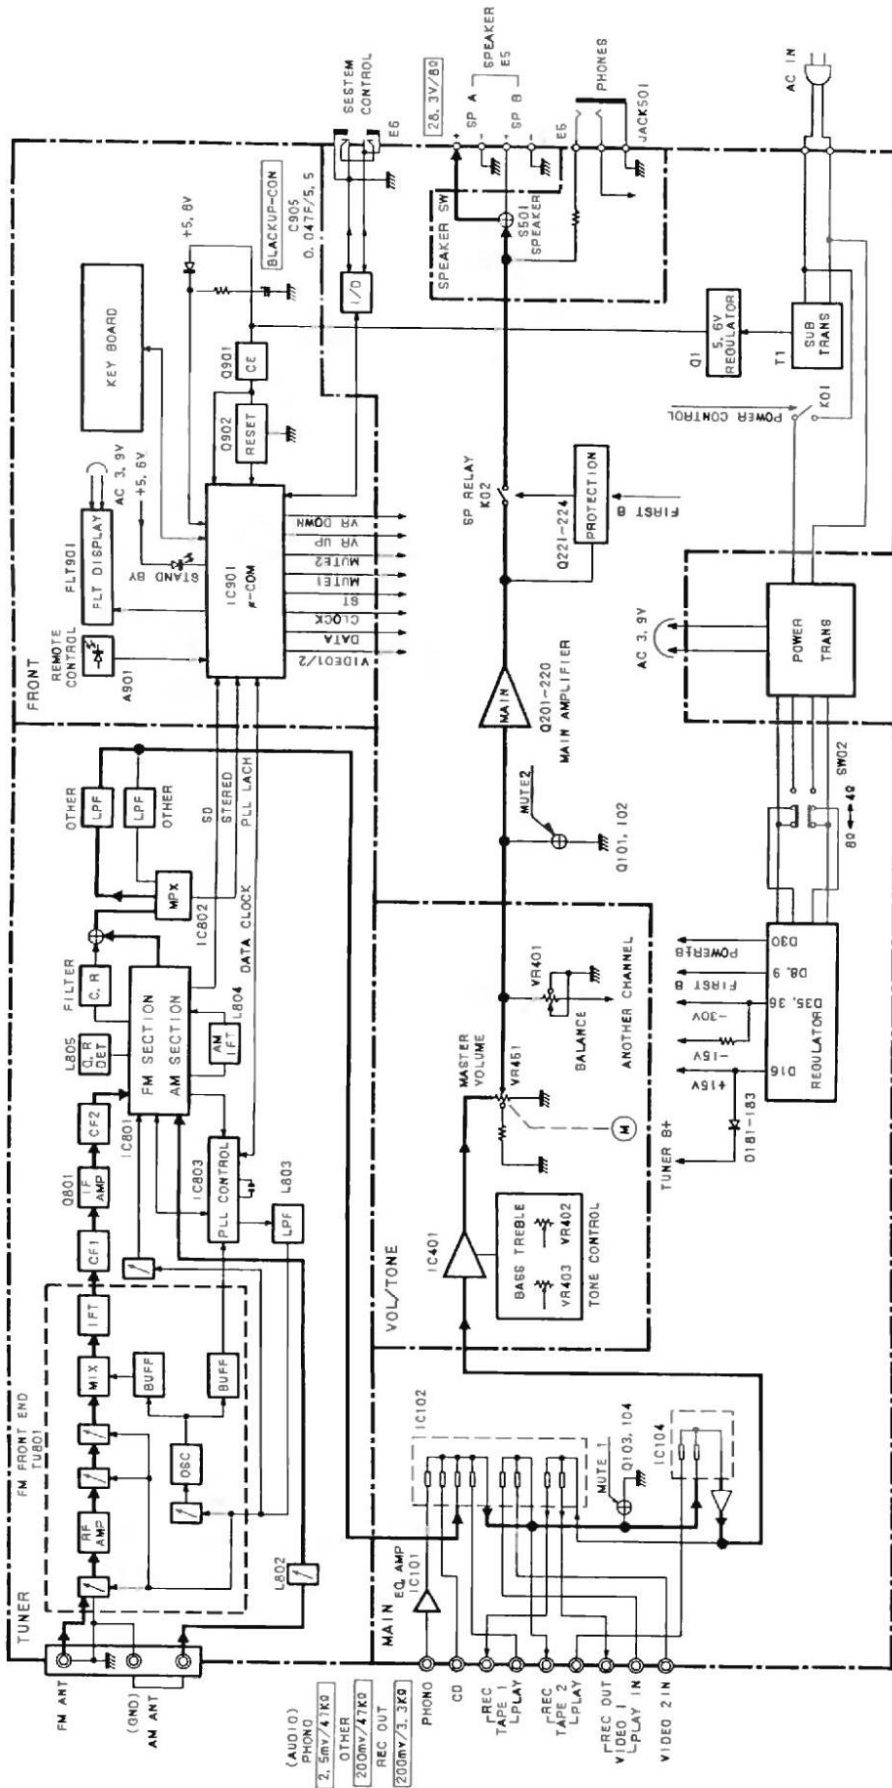 TUNER
FM FRONT END
TU801
FM ANT
(GND)
AM ANT
RF
AMP
MIX
IFT
CF1
Q801
IF
AMP
CF2
BUFF
OSC
BUFF
L802
L805
Q.R
DET
FILTER
C.R
IC801
FM SECTION
AM SECTION
AM
IFT
L804
IC803
PLL CONTROL
LPF
L803
MPX
IC802
OTHER
LPF
LPF
OTHER
SD
STEREO
PLL LACH
DATA CLOCK
FRONT
REMOTE
CONTROL
A901
FLT901
FLT DISPLAY
AC 3.9V
+5.6V
STAND BY
KEY BOARD
IC901
μ-COM
Q902
RESET
Q901
CE
+5.6V
BLACKUP-CON
C905
0.047F/5.5
I/O
SESTEM
CONTROL
E6
VIDEO1/2
DATA
CLOCK
ST
MUTE1
MUTE2
VR UP
VR DOWN
MAIN
(AUDIO)
PHONO
2.5mv/47KΩ
OTHER
200mv/47KΩ
REC OUT
200mv/3.3KΩ
PHONO
CD
REC
TAPE 1
PLAY
REC
TAPE 2
PLAY
REC OUT
VIDEO 1
PLAY IN
VIDEO 2 IN
EQ AMP
IC101
IC102
MUTE 1
Q103, 104
IC104
VOL/TONE
IC401
BASS TREBLE
VR403 VR402
TONE CONTROL
MASTER
VOLUME
VR451
M
VR401
BALANCE
ANOTHER CHANNEL
MUTE2
Q101, 102
MAIN
Q201-220
MAIN AMPLIFIER
SP RELAY
K02
Q221-224
PROTECTION
FIRST B
SPEAKER SW
S501
SPEAKER
28.3V/8Ω
SP A
SP B
SPEAKER
E5
E6
PHONES
JACK501
AC IN
Q1
5.6V
REGULATOR
T1
SUB
TRANS
POWER CONTROL
K01
AC 3.9V
POWER
TRANS
SW02
8Ω
4Ω
TUNER B+
D181-183
+15V
-15V
-30V
FIRST B
POWER±B
D16
D35, 36
D8, 9
D30
REGULATOR